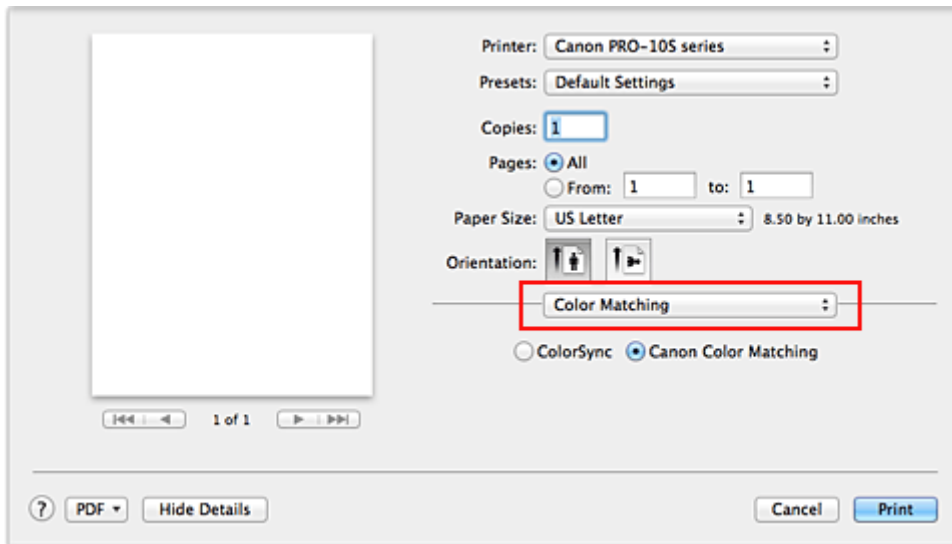 Printer: Canon PRO-10S series
Presets: Default Settings
Copies: 1
Pages: All
From: 1 to: 1
Paper Size: US Letter 8.50 by 11.00 inches
Orientation:
Color Matching
ColorSync Canon Color Matching
1 of 1
? PDF Hide Details Cancel Print